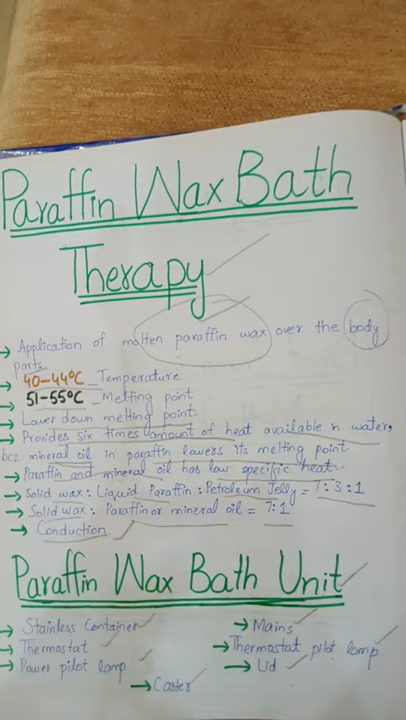 Paraffin Wax Bath
Therapy
→ Application of molten paraffin wax over the body
parts.
→ 40-44°C _ Temperature
→ 51-55°C _ Melting point
→ Lower down melting point.
→ Provides six times amount of heat available in water,
bcz mineral oil in paraffin lowers its melting point
→ Paraffin and mineral oil has low specific heat.
→ Solid wax : Liquid Paraffin : Petroleum Jelly = 7:3:1
→ Solid wax : Paraffin or mineral oil = 7:1
→ Conduction.
Paraffin Wax Bath Unit
→ Stainless Container → Mains
→ Thermostat → Thermostat pilot lamp
→ Power pilot lamp → Lid
→ Caster